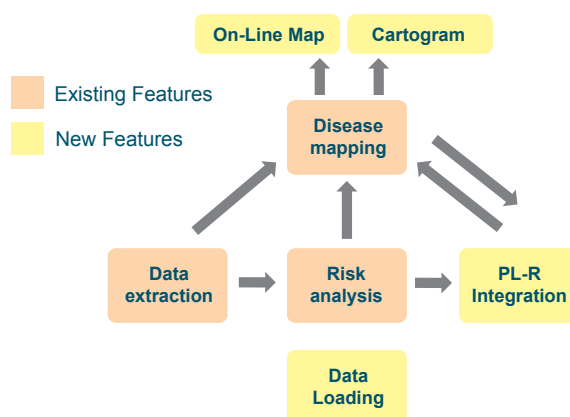 On-Line Map
Cartogram
Existing Features
New Features
Disease
mapping
Data
extraction
Risk
analysis
PL-R
Integration
Data
Loading